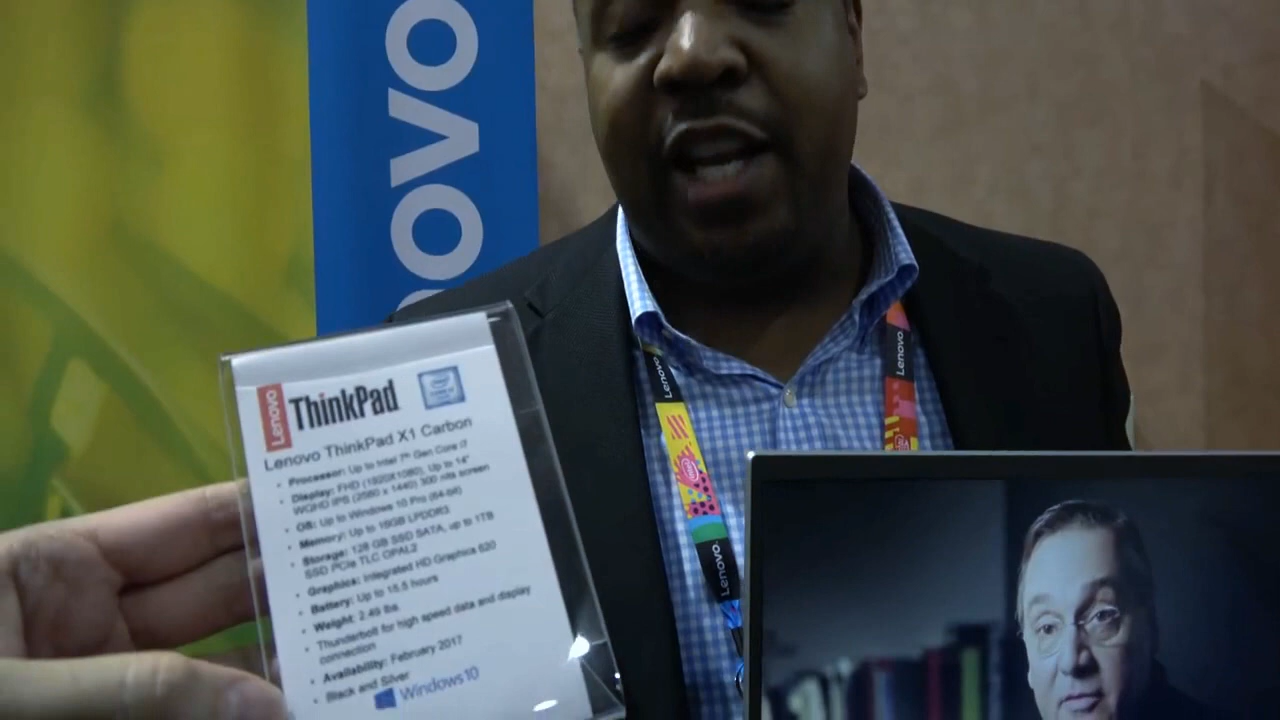 novo
Lenovo
ThinkPad
Lenovo ThinkPad X1 Carbon
• Processor: Up to Intel 7th Gen Core i7
• Display: FHD (1920X1080), Up to 14"
WQHD IPS (2560 x 1440) 300 nits screen
• OS: Up to Windows 10 Pro (64-bit)
• Memory: Up to 16GB LPDDR3
• Storage: 128 GB SSD SATA, up to 1TB
SSD PCIe TLC OPAL2
• Graphics: Integrated HD Graphics 620
• Battery: Up to 15.5 hours
• Weight: 2.49 lbs
• Thunderbolt for high speed data and display
connection
• Availability: February 2017
• Black and Silver
Windows 10
Lenovo
Lenovo
Lenovo